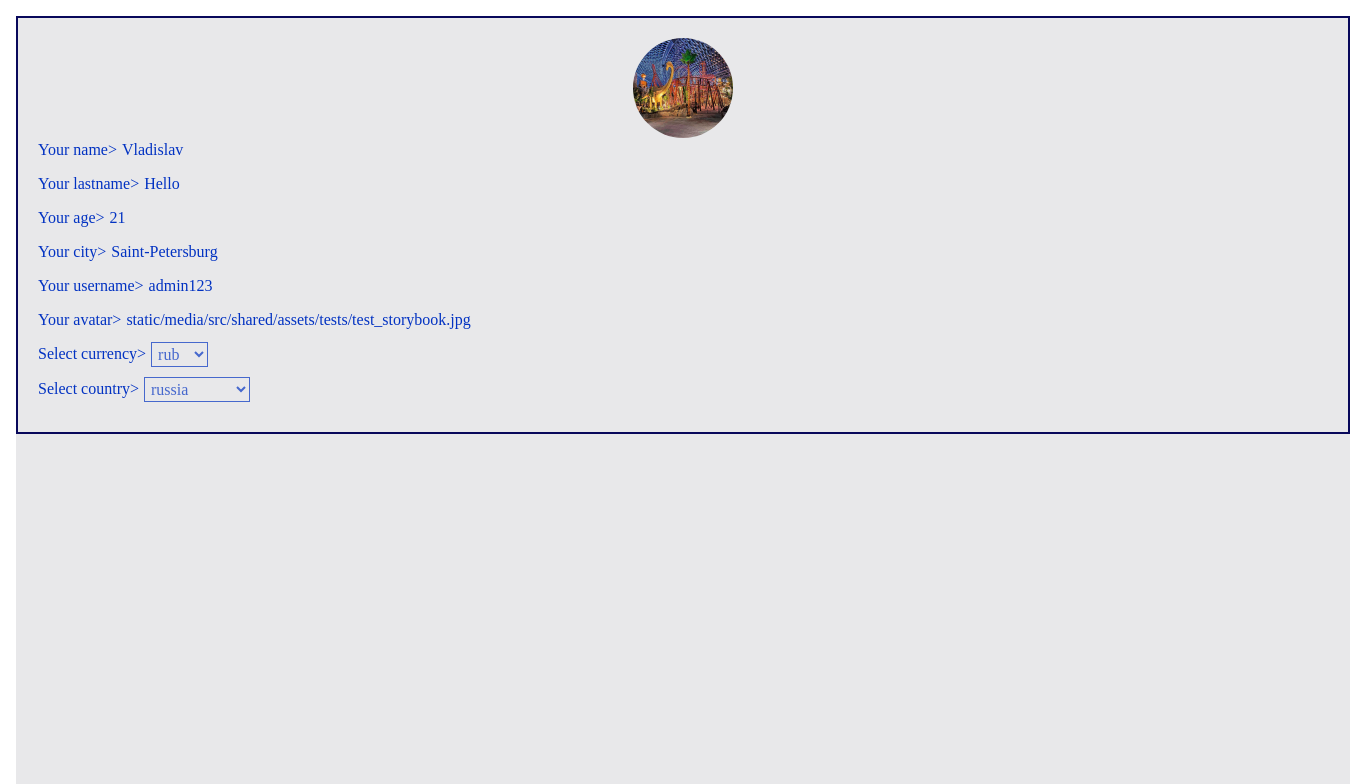 Your name> Vladislav
Your lastname> Hello
Your age> 21
Your city> Saint-Petersburg
Your username> admin123
Your avatar> static/media/src/shared/assets/tests/test_storybook.jpg
Select currency> rub
Select country> russia